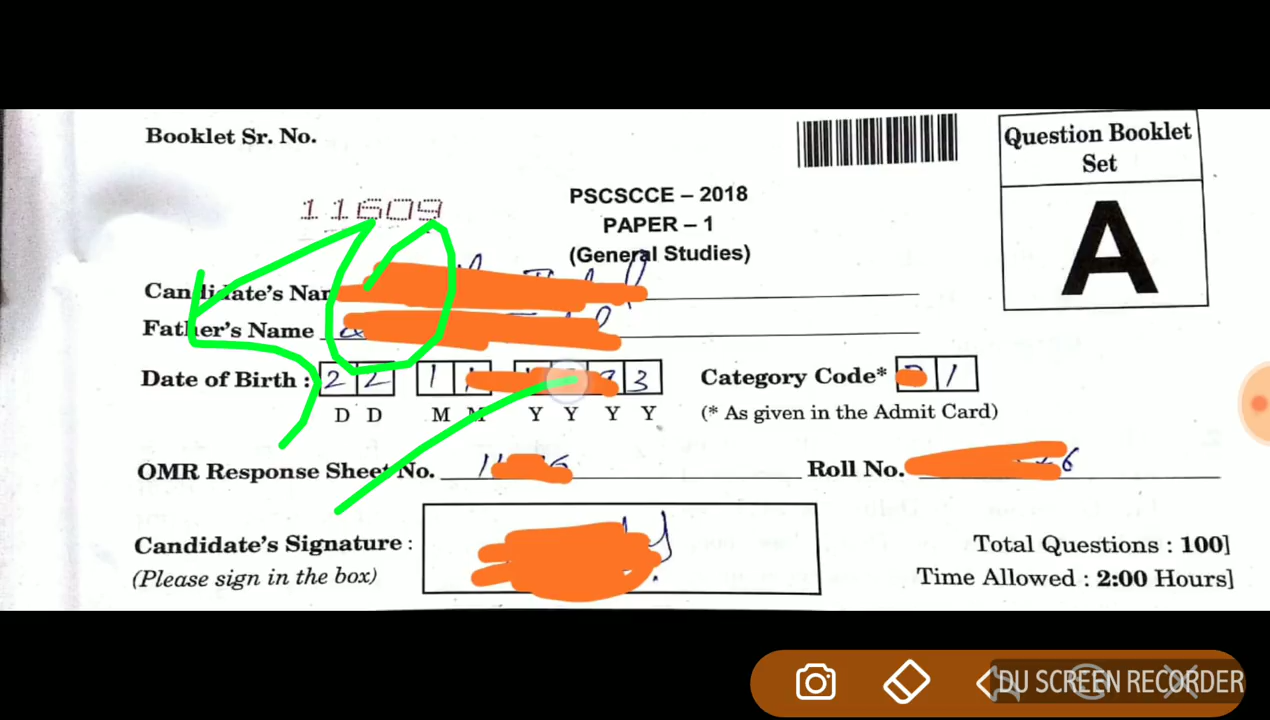 Booklet Sr. No.
Question Booklet
Set
A
11609
PSCSCCE – 2018
PAPER – 1
(General Studies)
Candidate's
Father's Name
Date of Birth : 2 2 1 3
Category Code* 1
D D M M Y Y Y Y
(* As given in the Admit Card)
OMR Response Sheet No.
Roll No. 6
Candidate's Signature :
(Please sign in the box)
Total Questions : 100]
Time Allowed : 2:00 Hours]
DU SCREEN RECORDER